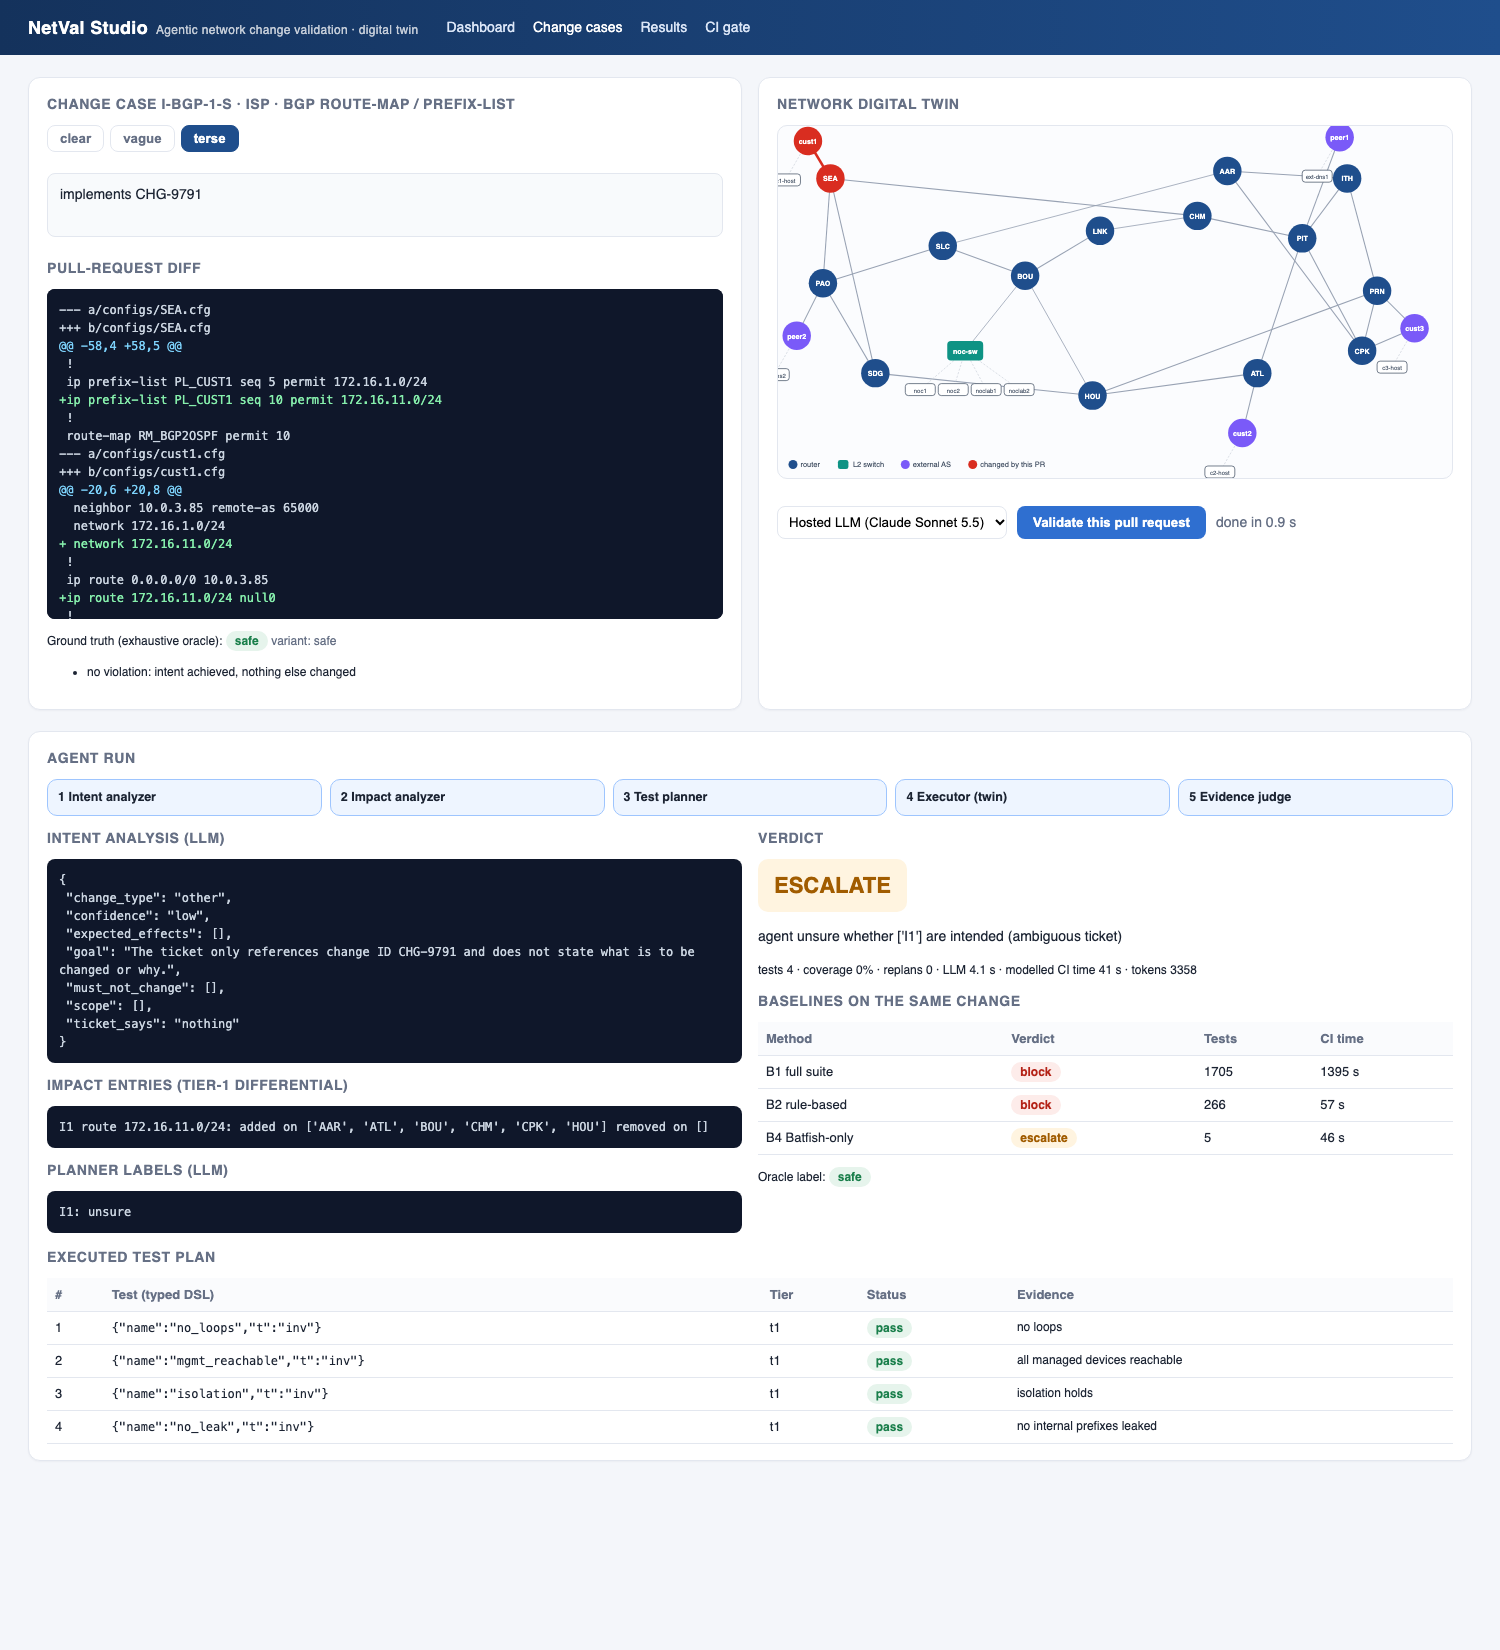 NetVal Studio Agentic network change validation · digital twin Dashboard Change cases Results CI gate
CHANGE CASE I-BGP-1-S · ISP · BGP ROUTE-MAP / PREFIX-LIST
clear vague terse
implements CHG-9791
PULL-REQUEST DIFF
--- a/configs/SEA.cfg
+++ b/configs/SEA.cfg
@@ -58,4 +58,5 @@
!
ip prefix-list PL_CUST1 seq 5 permit 172.16.1.0/24
+ip prefix-list PL_CUST1 seq 10 permit 172.16.11.0/24
!
route-map RM_BGP2OSPF permit 10
--- a/configs/cust1.cfg
+++ b/configs/cust1.cfg
@@ -20,6 +20,8 @@
neighbor 10.0.3.85 remote-as 65000
network 172.16.1.0/24
+ network 172.16.11.0/24
!
ip route 0.0.0.0/0 10.0.3.85
+ip route 172.16.11.0/24 null0
!
Ground truth (exhaustive oracle): safe variant: safe
• no violation: intent achieved, nothing else changed
NETWORK DIGITAL TWIN
cust1
peer1
1-host
SEA
AAR
ext-dns1
ITH
CHM
LNK
PIT
SLC
BOU
PAO
PRN
peer2
cust3
noc-sw
CPK
s2
SDG
ATL
c3-host
noc1
noc2
noclab1
noclab2
HOU
cust2
router L2 switch external AS changed by this PR
c2-host
Hosted LLM (Claude Sonnet 5.5) Validate this pull request done in 0.9 s
AGENT RUN
1 Intent analyzer 2 Impact analyzer 3 Test planner 4 Executor (twin) 5 Evidence judge
INTENT ANALYSIS (LLM)
{
"change_type": "other",
"confidence": "low",
"expected_effects": [],
"goal": "The ticket only references change ID CHG-9791 and does not state what is to be
changed or why.",
"must_not_change": [],
"scope": [],
"ticket_says": "nothing"
}
IMPACT ENTRIES (TIER-1 DIFFERENTIAL)
I1 route 172.16.11.0/24: added on ['AAR', 'ATL', 'BOU', 'CHM', 'CPK', 'HOU'] removed on []
PLANNER LABELS (LLM)
I1: unsure
VERDICT
ESCALATE
agent unsure whether ['I1'] are intended (ambiguous ticket)
tests 4 · coverage 0% · replans 0 · LLM 4.1 s · modelled CI time 41 s · tokens 3358
BASELINES ON THE SAME CHANGE
Method Verdict Tests CI time
B1 full suite block 1705 1395 s
B2 rule-based block 266 57 s
B4 Batfish-only escalate 5 46 s
Oracle label: safe
EXECUTED TEST PLAN
# Test (typed DSL) Tier Status Evidence
1 {"name":"no_loops","t":"inv"} t1 pass no loops
2 {"name":"mgmt_reachable","t":"inv"} t1 pass all managed devices reachable
3 {"name":"isolation","t":"inv"} t1 pass isolation holds
4 {"name":"no_leak","t":"inv"} t1 pass no internal prefixes leaked